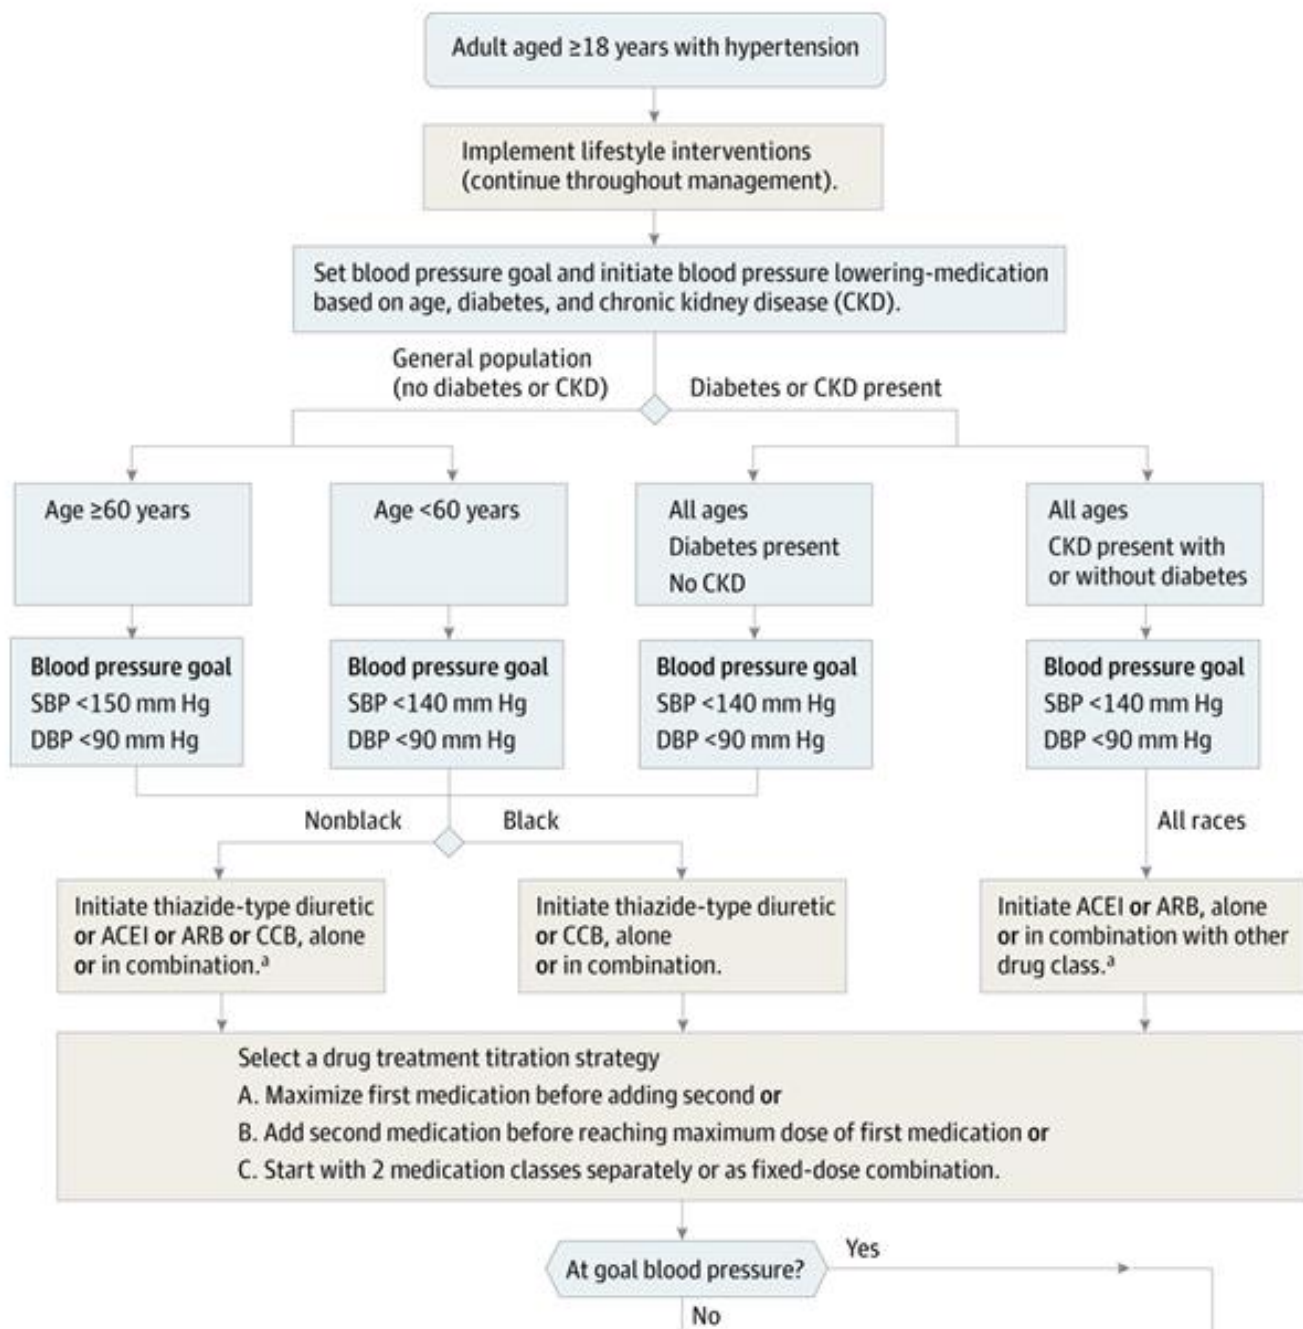 Adult aged ≥18 years with hypertension
Implement lifestyle interventions
(continue throughout management).
Set blood pressure goal and initiate blood pressure lowering-medication
based on age, diabetes, and chronic kidney disease (CKD).
General population
(no diabetes or CKD)
Diabetes or CKD present
Age ≥60 years
Age <60 years
All ages
Diabetes present
No CKD
All ages
CKD present with
or without diabetes
Blood pressure goal
SBP <150 mm Hg
DBP <90 mm Hg
Blood pressure goal
SBP <140 mm Hg
DBP <90 mm Hg
Blood pressure goal
SBP <140 mm Hg
DBP <90 mm Hg
Blood pressure goal
SBP <140 mm Hg
DBP <90 mm Hg
Nonblack
Black
All races
Initiate thiazide-type diuretic
or ACEI or ARB or CCB, alone
or in combination.ᵃ
Initiate thiazide-type diuretic
or CCB, alone
or in combination.
Initiate ACEI or ARB, alone
or in combination with other
drug class.ᵃ
Select a drug treatment titration strategy
A. Maximize first medication before adding second or
B. Add second medication before reaching maximum dose of first medication or
C. Start with 2 medication classes separately or as fixed-dose combination.
At goal blood pressure?
Yes
No